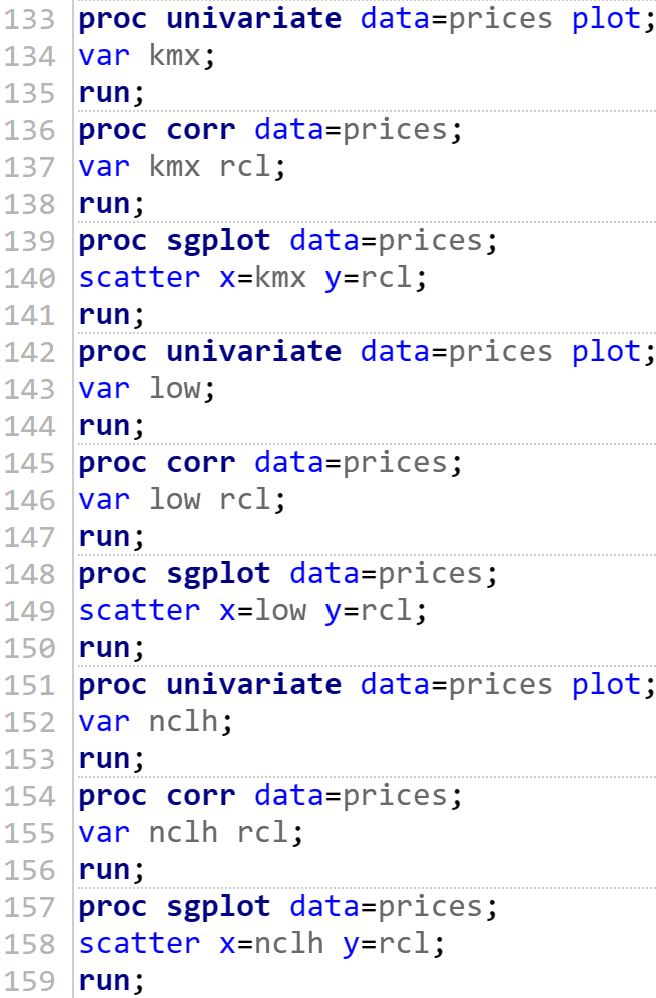 133 proc univariate data=prices plot;
134 var kmx;
135 run;
136 proc corr data=prices;
137 var kmx rcl;
138 run;
139 proc sgplot data=prices;
140 scatter x=kmx y=rcl;
141 run;
142 proc univariate data=prices plot;
143 var low;
144 run;
145 proc corr data=prices;
146 var low rcl;
147 run;
148 proc sgplot data=prices;
149 scatter x=low y=rcl;
150 run;
151 proc univariate data=prices plot;
152 var nclh;
153 run;
154 proc corr data=prices;
155 var nclh rcl;
156 run;
157 proc sgplot data=prices;
158 scatter x=nclh y=rcl;
159 run;